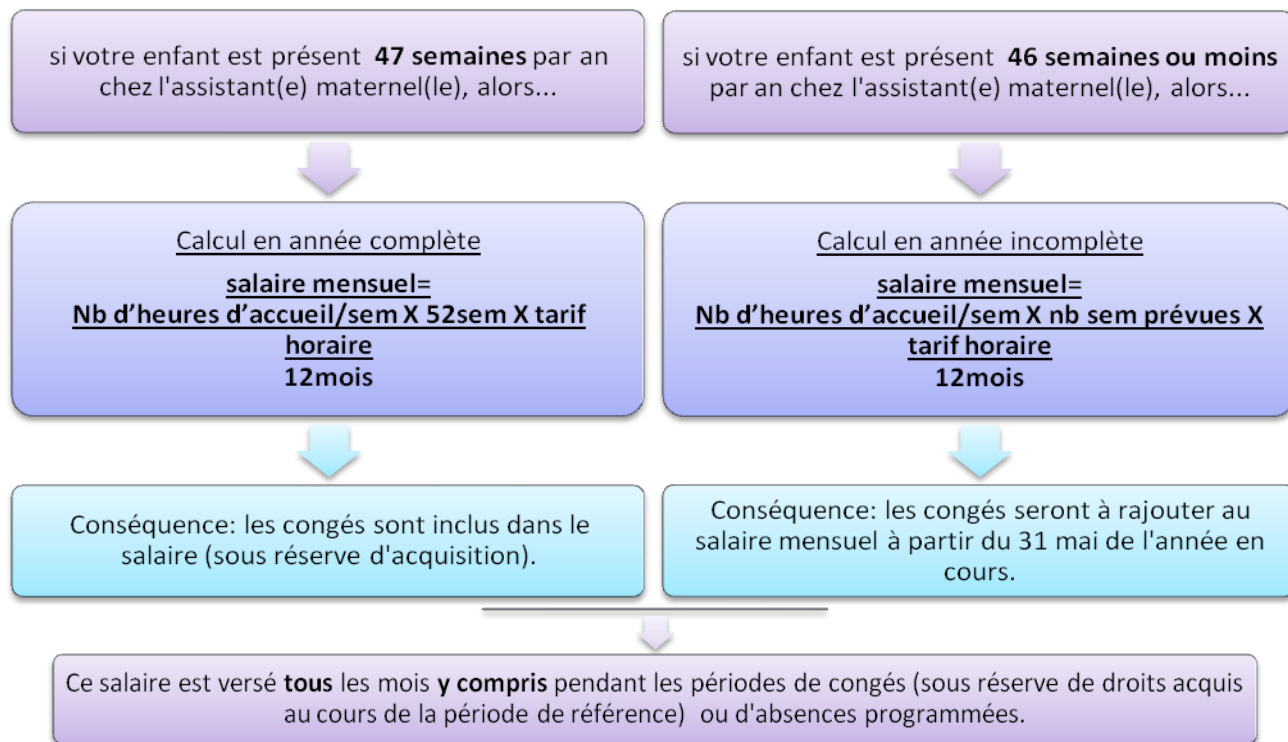 si votre enfant est présent 47 semaines par an
chez l'assistant(e) maternel(le), alors...
Calcul en année complète
salaire mensuel=
Nb d’heures d’accueil/sem X 52sem X tarif
horaire
12mois
Conséquence: les congés sont inclus dans le
salaire (sous réserve d'acquisition).
si votre enfant est présent 46 semaines ou moins
par an chez l'assistant(e) maternel(le), alors...
Calcul en année incomplète
salaire mensuel=
Nb d’heures d’accueil/sem X nb sem prévues X
tarif horaire
12mois
Conséquence: les congés seront à rajouter au
salaire mensuel à partir du 31 mai de l'année en
cours.
Ce salaire est versé tous les mois y compris pendant les périodes de congés (sous réserve de droits acquis
au cours de la période de référence) ou d'absences programmées.